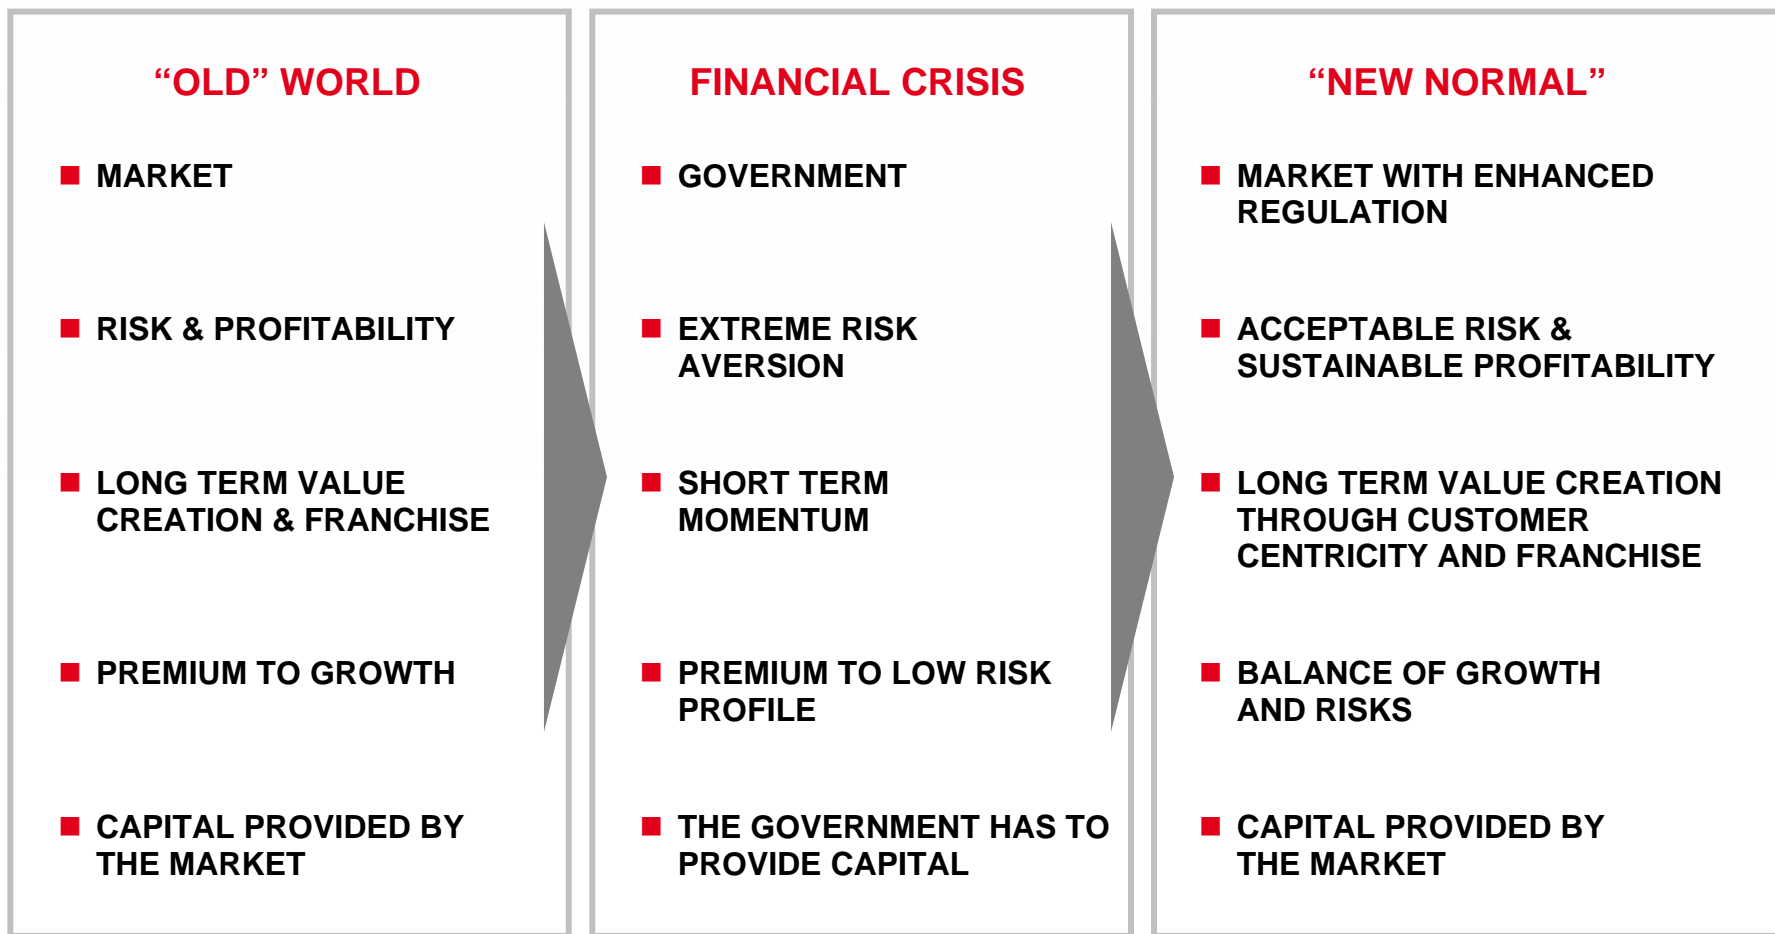 “OLD” WORLD
MARKET
RISK & PROFITABILITY
LONG TERM VALUE
CREATION & FRANCHISE
PREMIUM TO GROWTH
CAPITAL PROVIDED BY
THE MARKET
FINANCIAL CRISIS
GOVERNMENT
EXTREME RISK
AVERSION
SHORT TERM
MOMENTUM
PREMIUM TO LOW RISK
PROFILE
THE GOVERNMENT HAS TO
PROVIDE CAPITAL
“NEW NORMAL”
MARKET WITH ENHANCED
REGULATION
ACCEPTABLE RISK &
SUSTAINABLE PROFITABILITY
LONG TERM VALUE CREATION
THROUGH CUSTOMER
CENTRICITY AND FRANCHISE
BALANCE OF GROWTH
AND RISKS
CAPITAL PROVIDED BY
THE MARKET